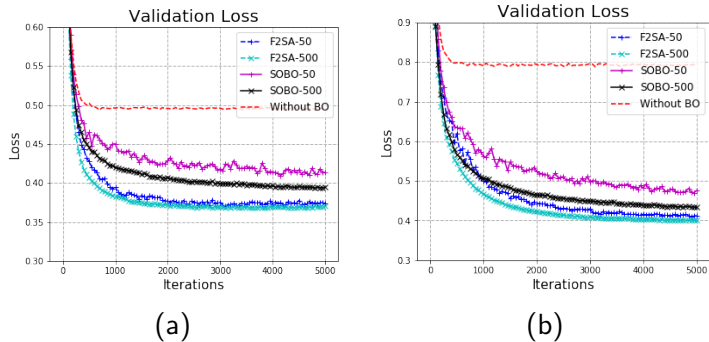 Validation Loss
0.60
0.55
0.50
0.45
0.40
0.35
0.30
Loss
F2SA-50
F2SA-500
SOBO-50
SOBO-500
Without BO
0 1000 2000 3000 4000 5000
Iterations
(a)
Validation Loss
0.9
0.8
0.7
0.6
0.5
0.4
0.3
Loss
F2SA-50
F2SA-500
SOBO-50
SOBO-500
Without BO
0 1000 2000 3000 4000 5000
Iterations
(b)